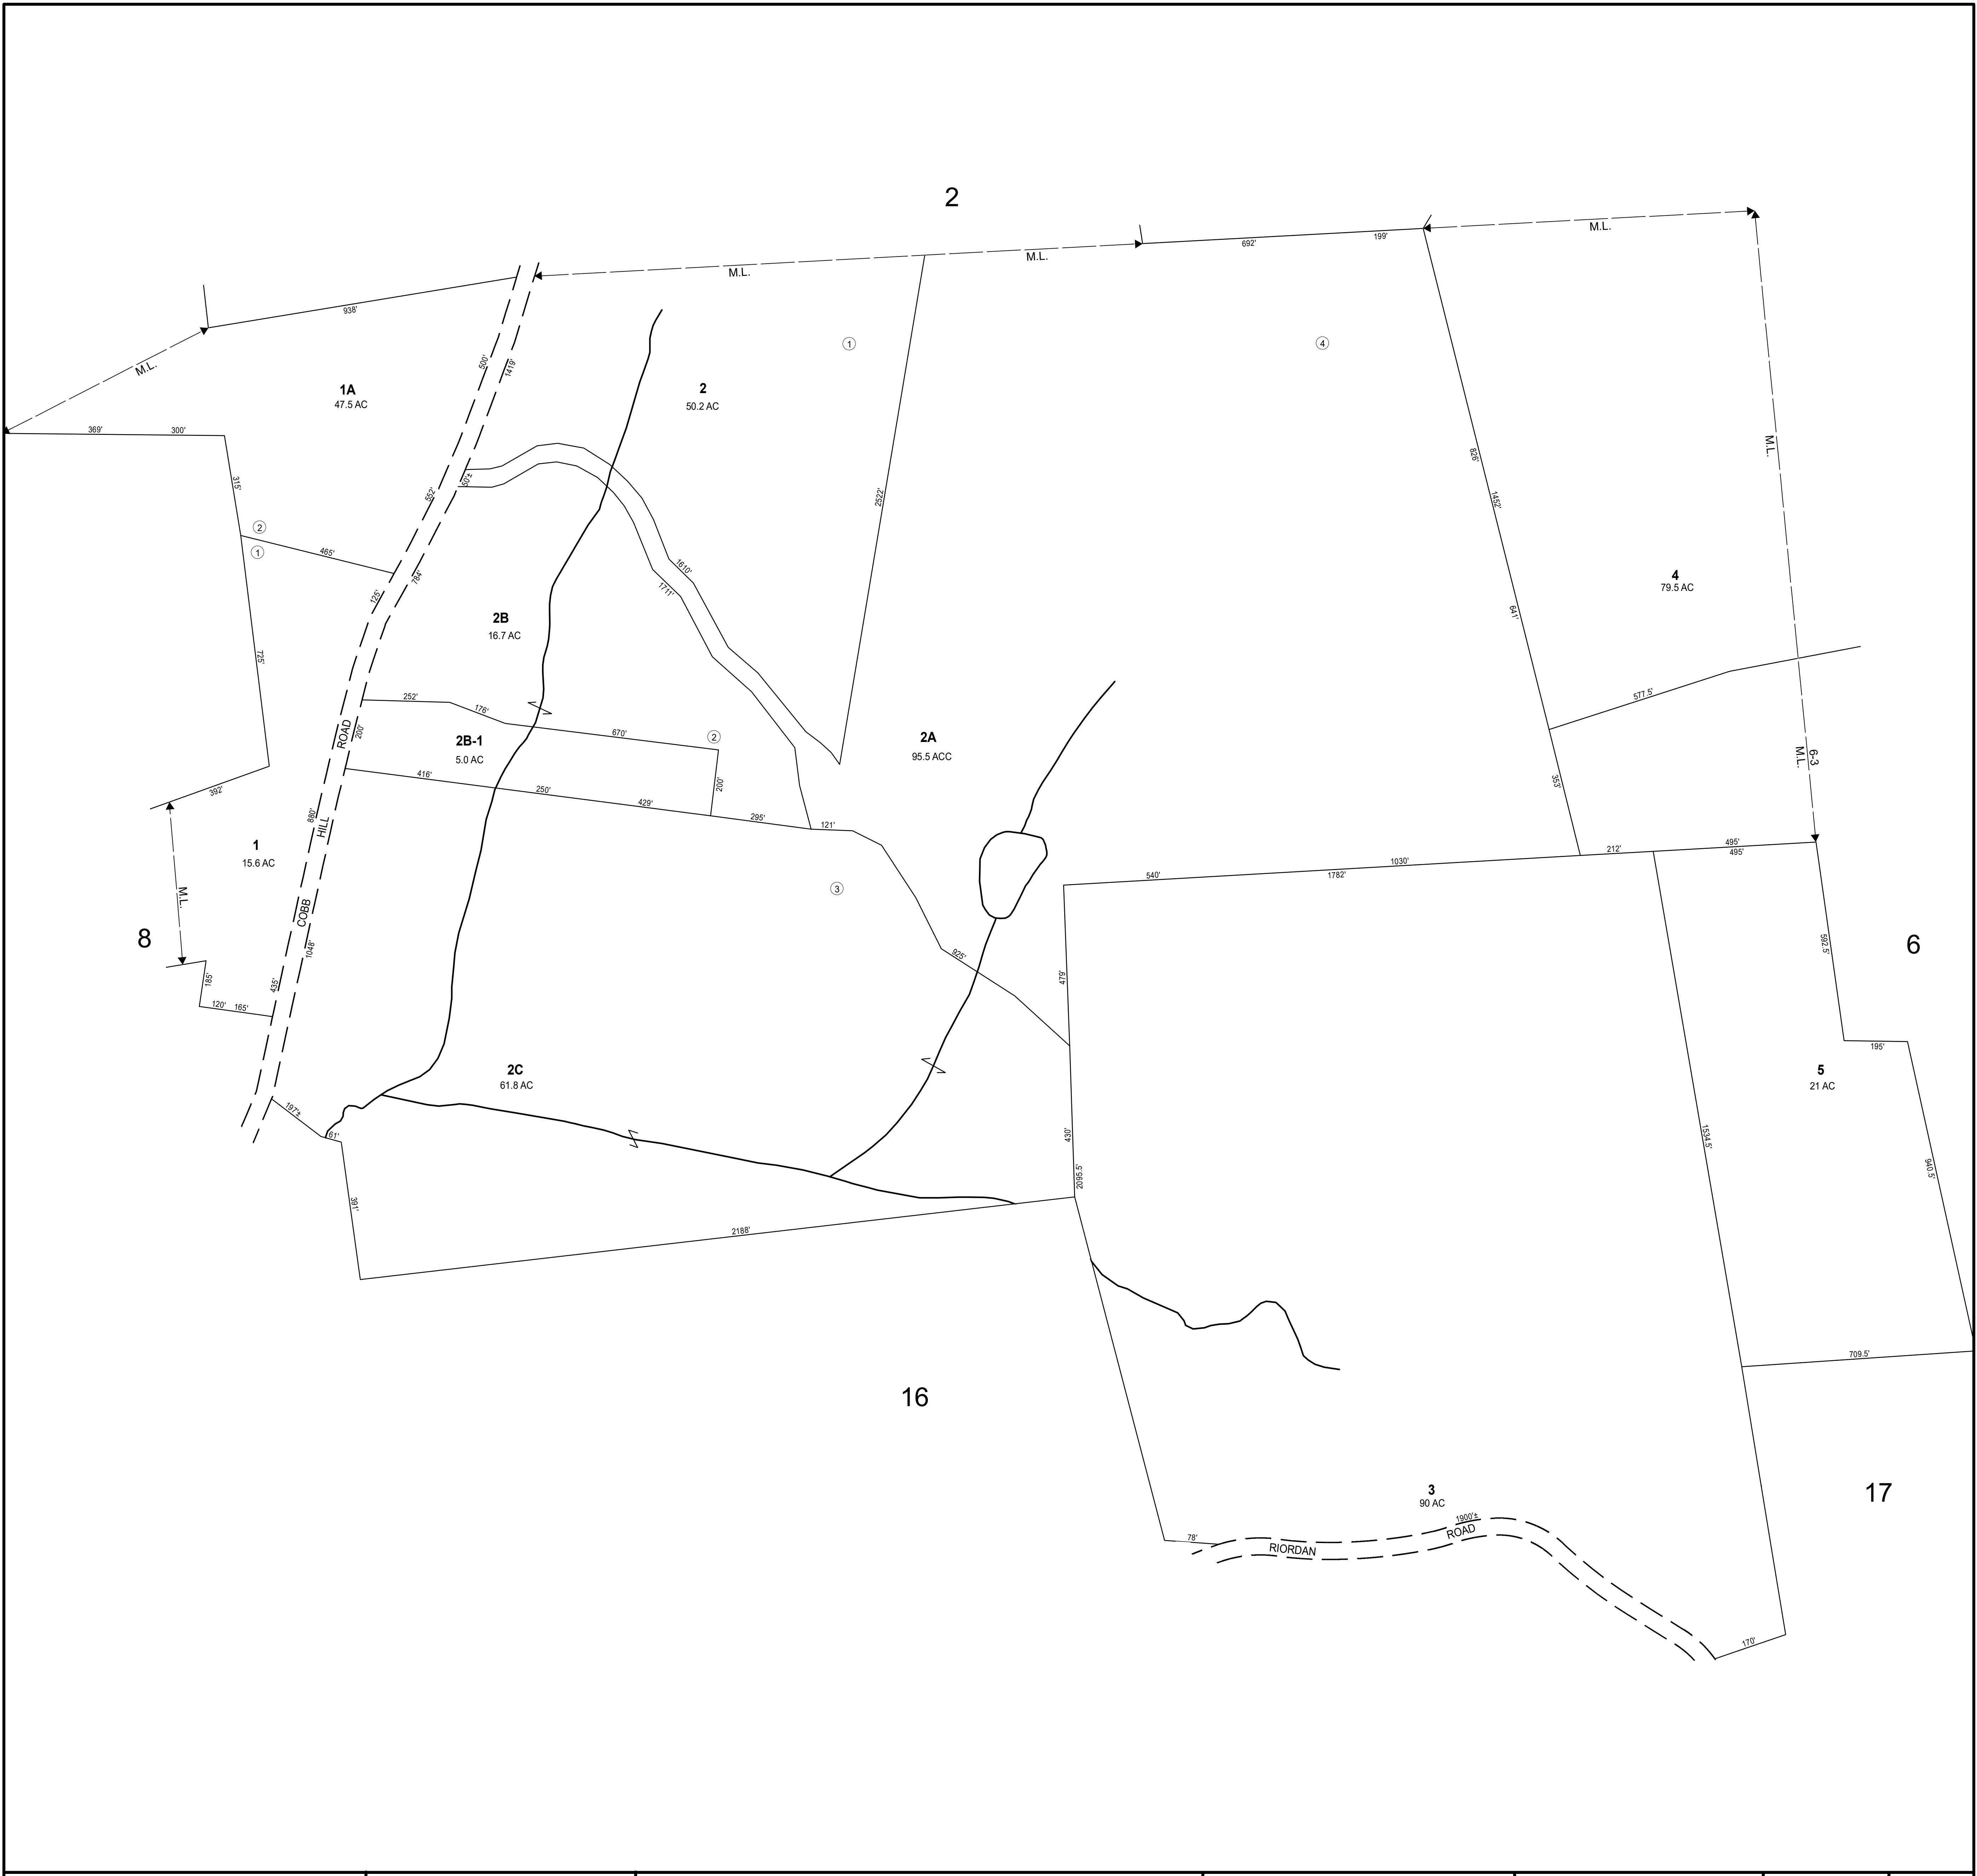 2
692'
199'
M.L.
M.L.
M.L.
938'
M.L.
500'
1419'
1
4
1A
47.5 AC
2
50.2 AC
369'
300'
315'
826'
M.L.
552'
50'±
2522'
1452'
2
1
465'
125'
784'
1610'
1711'
4
79.5 AC
641'
2B
16.7 AC
725'
252'
176'
577.5'
ROAD
200'
2B-1
5.0 AC
670'
2
2A
95.5 ACC
6-3
M.L.
416'
250'
429'
200'
353'
392'
880'
HILL
295'
121'
1
15.6 AC
212'
495'
495'
540'
1030'
1782'
3
M.L.
COBB
8
1048'
925'
479'
592.5'
6
185'
435'
120'
165'
195'
2C
61.8 AC
5
21 AC
197'±
61'
430'
1534.5'
2095.5'
940.5'
391'
2188'
709.5'
16
3
90 AC
17
78'
RIORDAN
1900'±
ROAD
170'